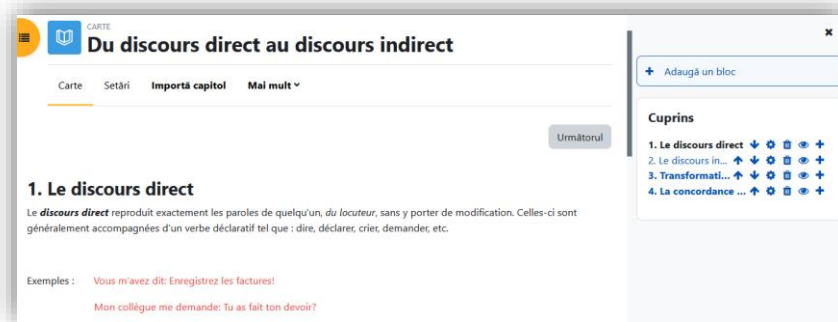 CARTE
Du discours direct au discours indirect
Carte Setări Importă capitol Mai mult
Următorul
1. Le discours direct
Le discours direct reproduit exactement les paroles de quelqu'un, du locuteur, sans y porter de modification. Celles-ci sont
généralement accompagnées d'un verbe déclaratif tel que : dire, déclarer, crier, demander, etc.
Exemples : Vous m'avez dit: Enregistrez les factures!
Mon collègue me demande: Tu as fait ton devoir?
Adaugă un bloc
Cuprins
1. Le discours direct
2. Le discours in...
3. Transformati...
4. La concordance ...